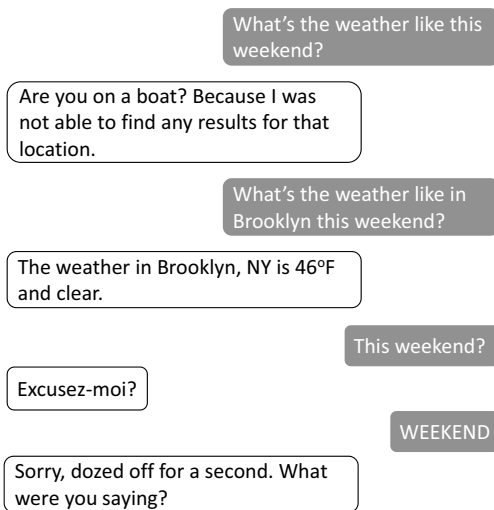 What’s the weather like this
weekend?
Are you on a boat? Because I was
not able to find any results for that
location.
What’s the weather like in
Brooklyn this weekend?
The weather in Brooklyn, NY is 46°F
and clear.
This weekend?
Excusez-moi?
WEEKEND
Sorry, dozed off for a second. What
were you saying?